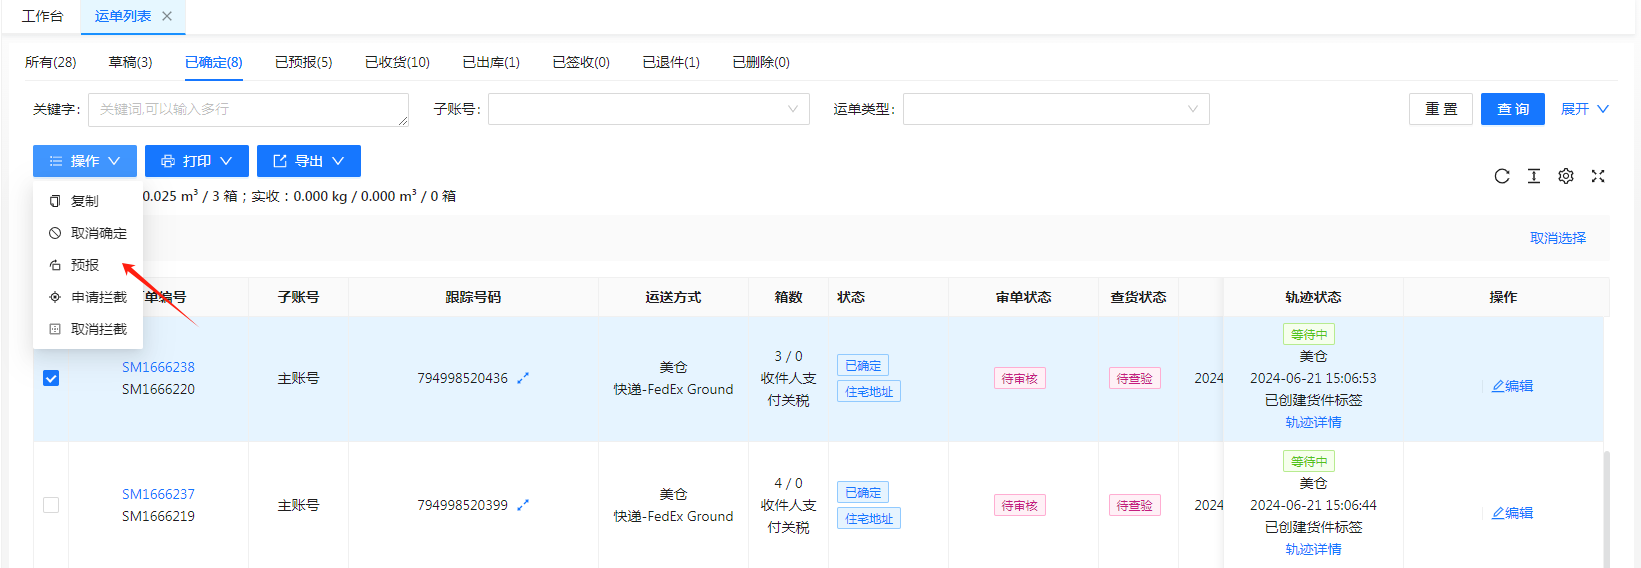 工作台 运单列表
所有(28) 草稿(3) 已确定(8) 已预报(5) 已收货(10) 已出库(1) 已签收(0) 已退件(1) 已删除(0)
关键字: 关键词,可以输入多行 子账号: 运单类型: 重 置 查 询 展开
操作 打印 导出
复制
0.025 m³ / 3 箱；实收：0.000 kg / 0.000 m³ / 0 箱
取消确定
取消选择
预报
申请拦截
单编号 子账号 跟踪号码 运送方式 箱数 状态 审单状态 查货状态 轨迹状态 操作
取消拦截
SM1666238
SM1666220
主账号
794998520436
美仓
快递-FedEx Ground
3 / 0
收件人支
付关税
已确定
住宅地址
待审核
待查验
2024
等待中
美仓
2024-06-21 15:06:53
已创建货件标签
轨迹详情
编辑
SM1666237
SM1666219
主账号
794998520399
美仓
快递-FedEx Ground
4 / 0
收件人支
付关税
已确定
住宅地址
待审核
待查验
2024
等待中
美仓
2024-06-21 15:06:44
已创建货件标签
轨迹详情
编辑